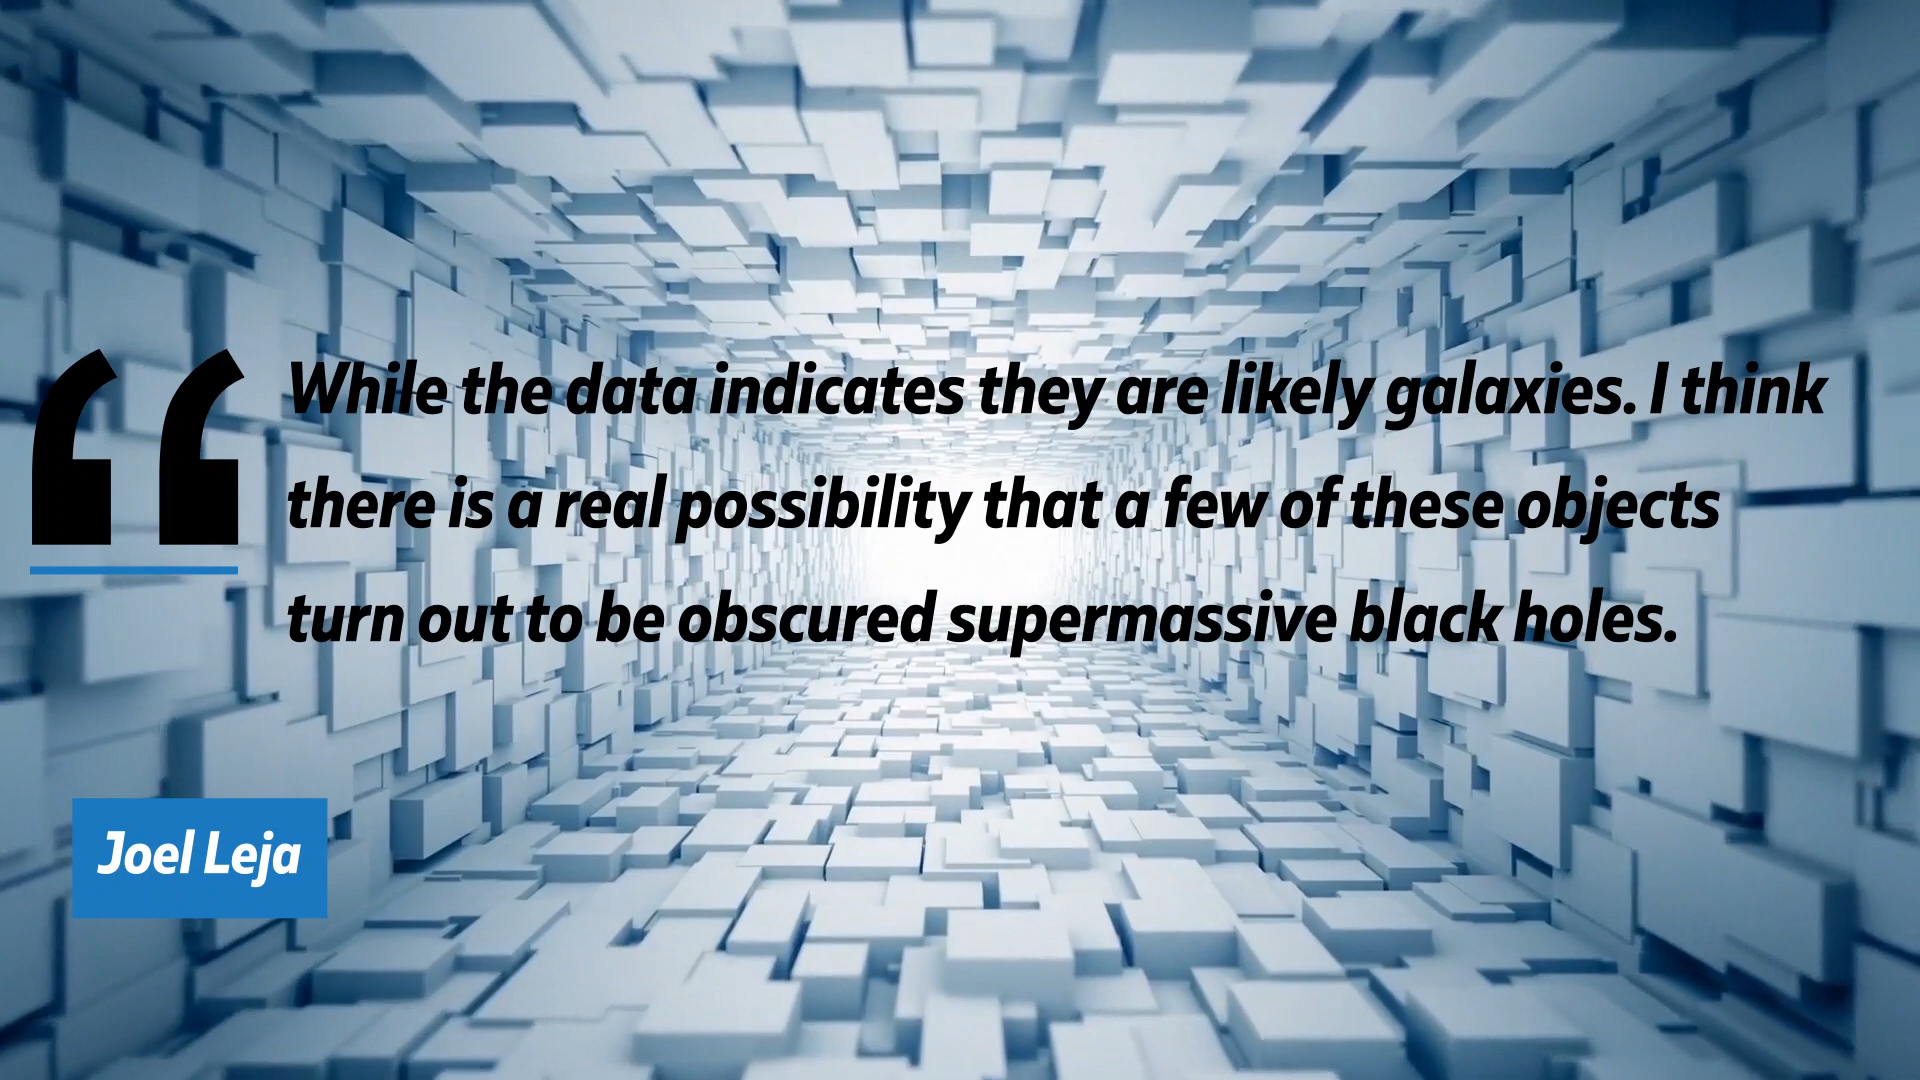 “
While the data indicates they are likely galaxies. I think
there is a real possibility that a few of these objects
turn out to be obscured supermassive black holes.
Joel Leja